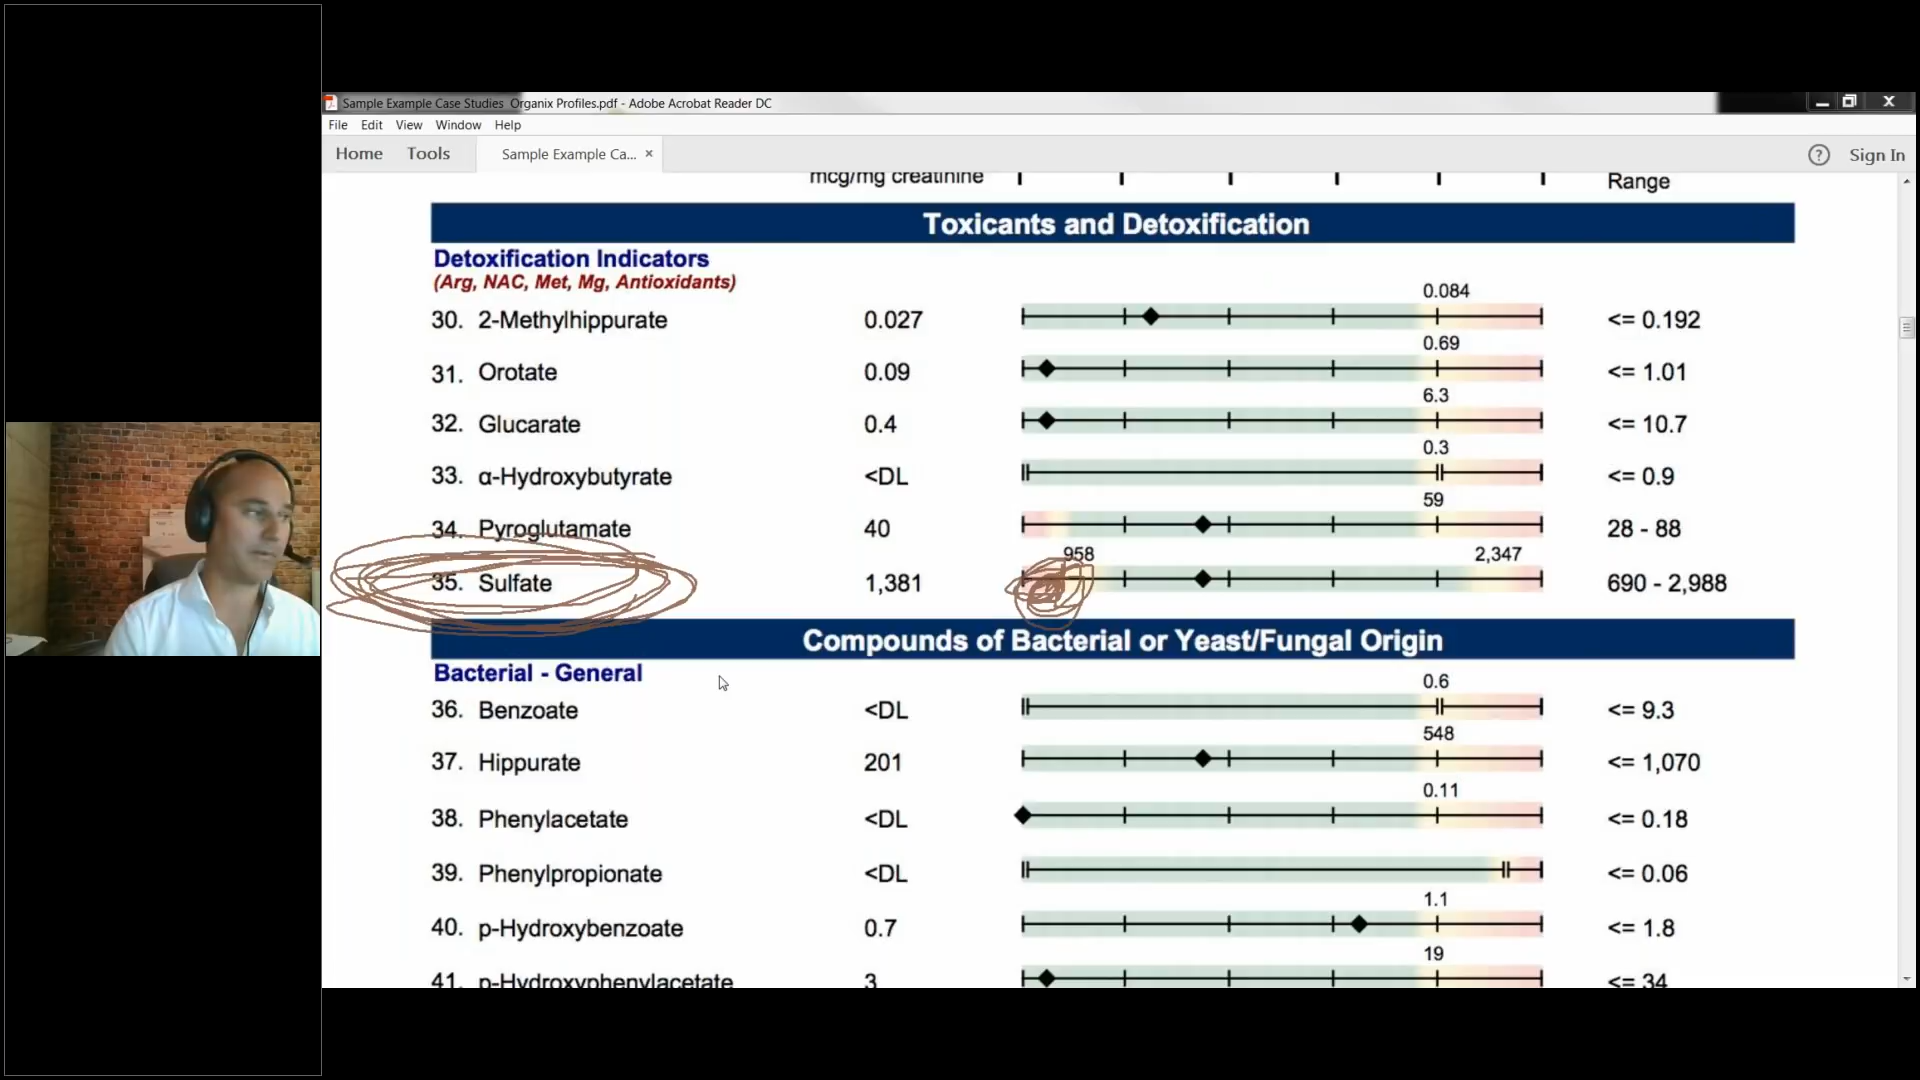 Sample Example Case Studies Organix Profiles.pdf - Adobe Acrobat Reader DC
File Edit View Window Help
Home Tools Sample Example Ca... × ? Sign In
mcg/mg creatinine Range
Toxicants and Detoxification
Detoxification Indicators
(Arg, NAC, Met, Mg, Antioxidants)
0.084
30. 2-Methylhippurate 0.027 <= 0.192
0.69
31. Orotate 0.09 <= 1.01
6.3
32. Glucarate 0.4 <= 10.7
0.3
33. α-Hydroxybutyrate <DL <= 0.9
59
34. Pyroglutamate 40 28 - 88
958 2,347
35. Sulfate 1,381 690 - 2,988
Compounds of Bacterial or Yeast/Fungal Origin
Bacterial - General
0.6
36. Benzoate <DL <= 9.3
548
37. Hippurate 201 <= 1,070
0.11
38. Phenylacetate <DL <= 0.18
39. Phenylpropionate <DL <= 0.06
1.1
40. p-Hydroxybenzoate 0.7 <= 1.8
19
41. p-Hydroxyphenylacetate 3 <= 34